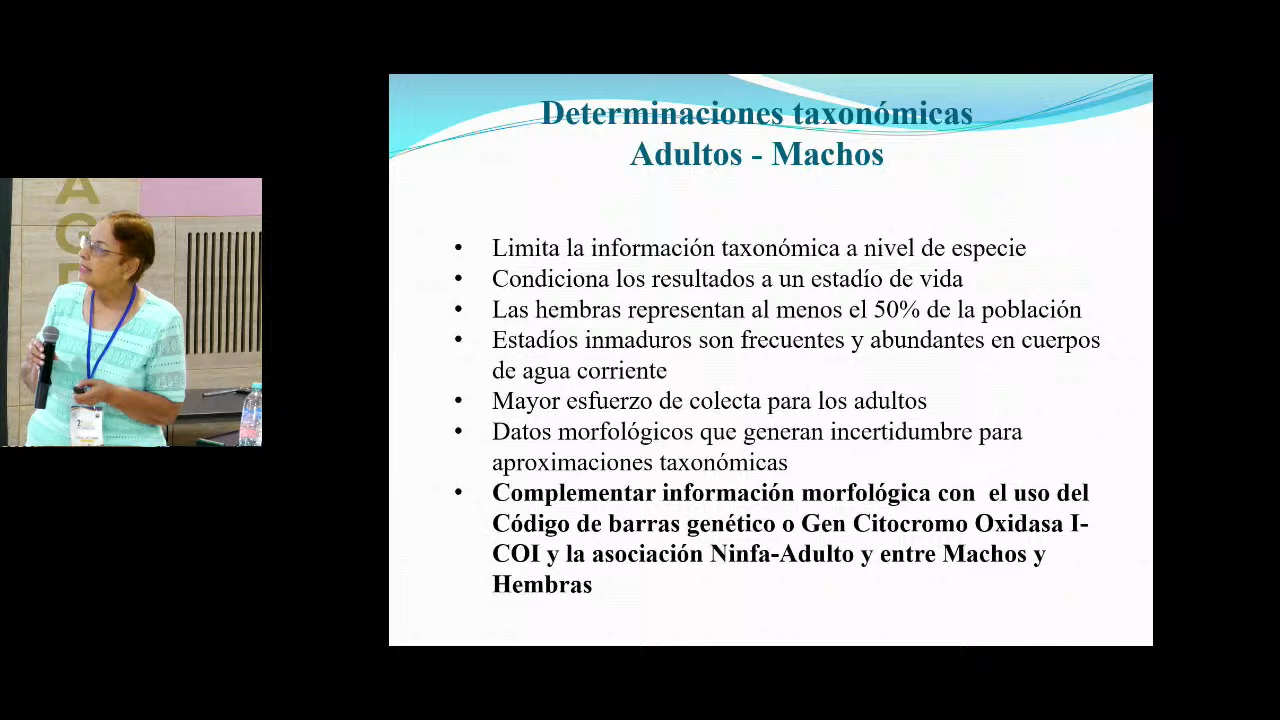 Determinaciones taxonómicas
Adultos - Machos
• Limita la información taxonómica a nivel de especie
• Condiciona los resultados a un estadío de vida
• Las hembras representan al menos el 50% de la población
• Estadíos inmaduros son frecuentes y abundantes en cuerpos
de agua corriente
• Mayor esfuerzo de colecta para los adultos
• Datos morfológicos que generan incertidumbre para
aproximaciones taxonómicas
• Complementar información morfológica con el uso del
Código de barras genético o Gen Citocromo Oxidasa I-
COI y la asociación Ninfa-Adulto y entre Machos y
Hembras
A
G